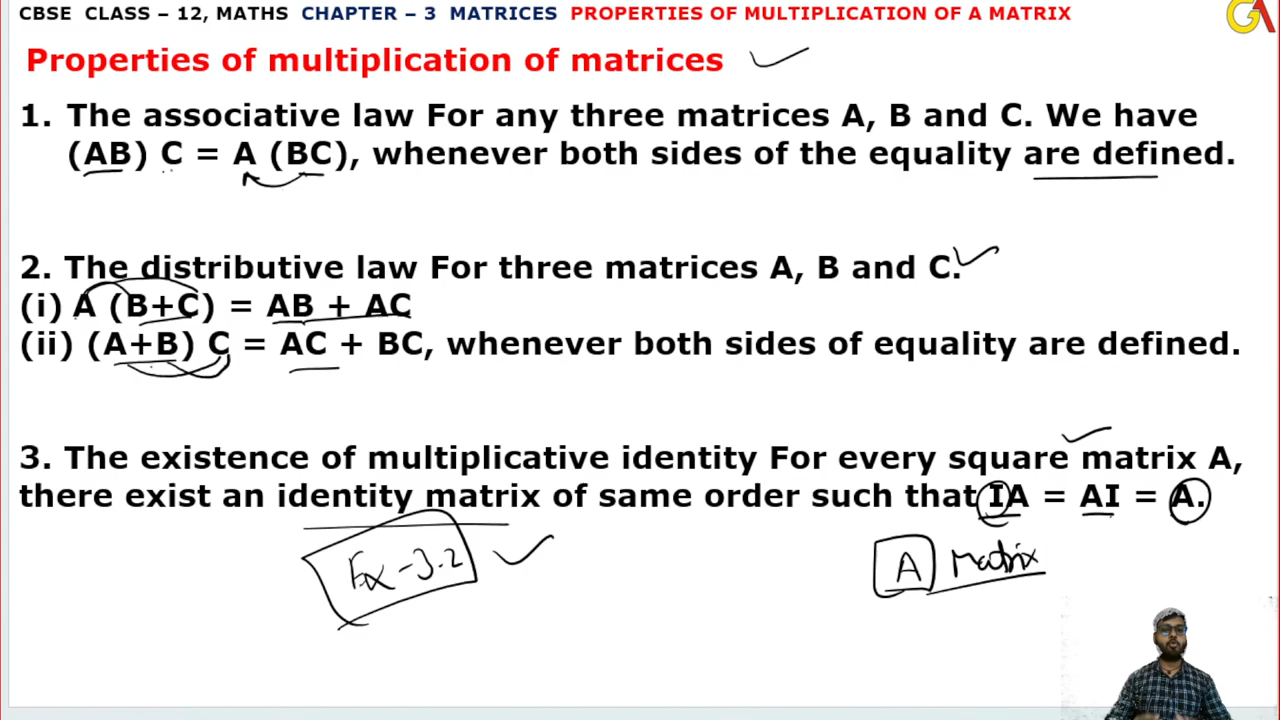 CBSE CLASS – 12, MATHS CHAPTER – 3 MATRICES PROPERTIES OF MULTIPLICATION OF A MATRIX
GA
Properties of multiplication of matrices
1. The associative law For any three matrices A, B and C. We have
(AB) C = A (BC), whenever both sides of the equality are defined.
2. The distributive law For three matrices A, B and C.
(i) A (B+C) = AB + AC
(ii) (A+B) C = AC + BC, whenever both sides of equality are defined.
3. The existence of multiplicative identity For every square matrix A,
there exist an identity matrix of same order such that IA = AI = A.
Ex – 3.2
A Matrix